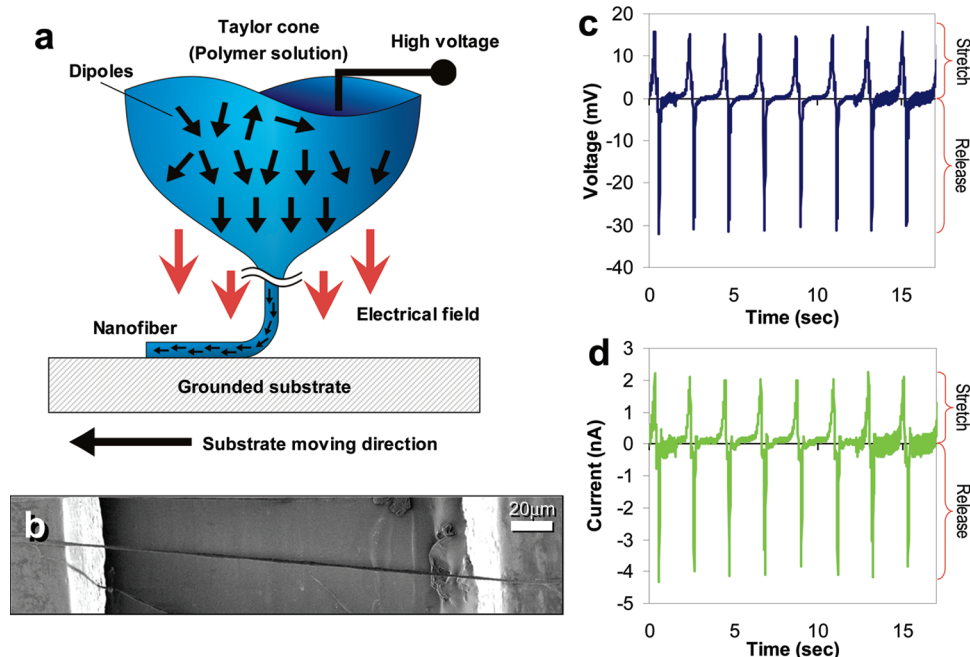 a
Taylor cone
(Polymer solution)
High voltage
Dipoles
Nanofiber
Electrical field
Grounded substrate
Substrate moving direction
b
20µm
c
20
10
0
-10
-20
-30
-40
Voltage (mV)
0
5
10
15
Time (sec)
Stretch
Release
d
3
2
1
0
-1
-2
-3
-4
-5
Current (nA)
0
5
10
15
Time (sec)
Stretch
Release